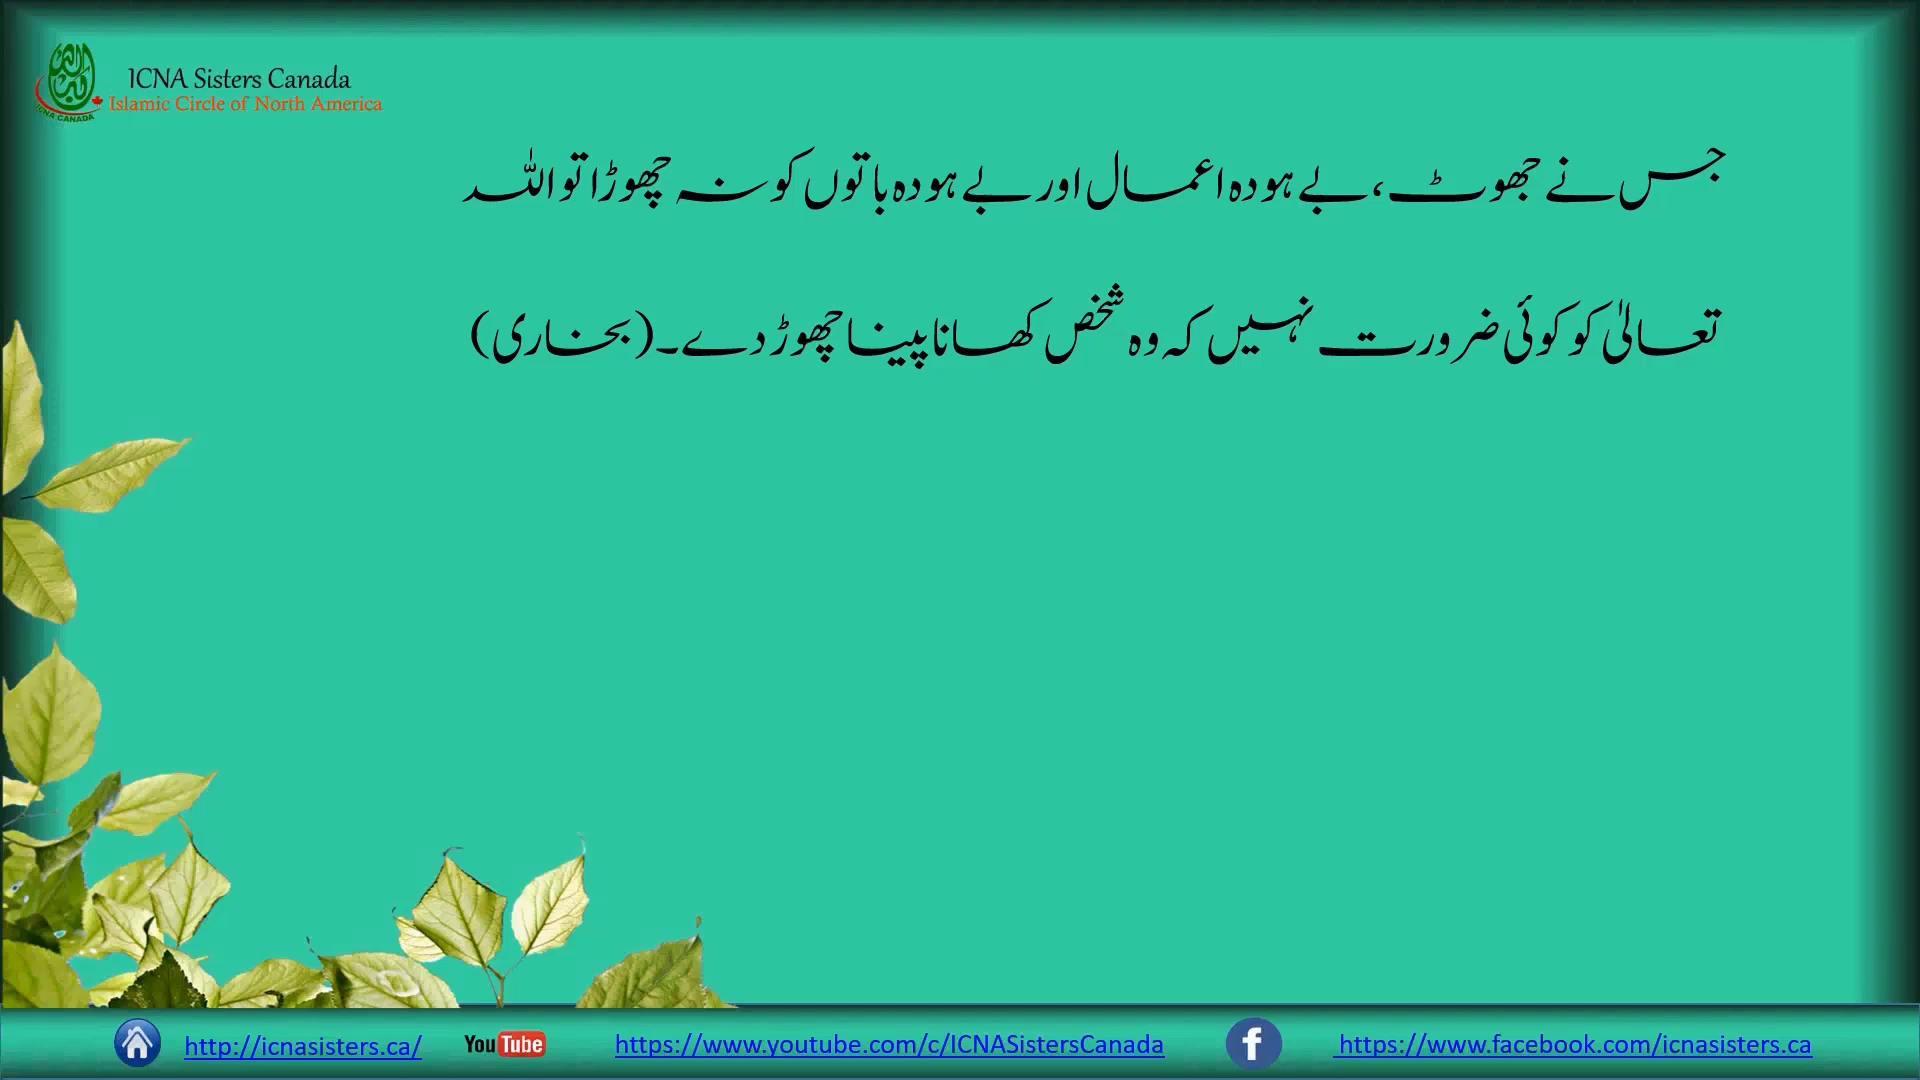 ICNA Sisters Canada
Islamic Circle of North America
ICNA CANADA
جس نے جھوٹ، بے ہودہ اعمال اور بے ہودہ باتوں کو نہ چھوڑا تو اللہ
تعالیٰ کو کوئی ضرورت نہیں کہ وہ شخص کھانا پینا چھوڑ دے۔ (بخاری)
http://icnasisters.ca/ YouTube https://www.youtube.com/c/ICNASistersCanada f https://www.facebook.com/icnasisters.ca